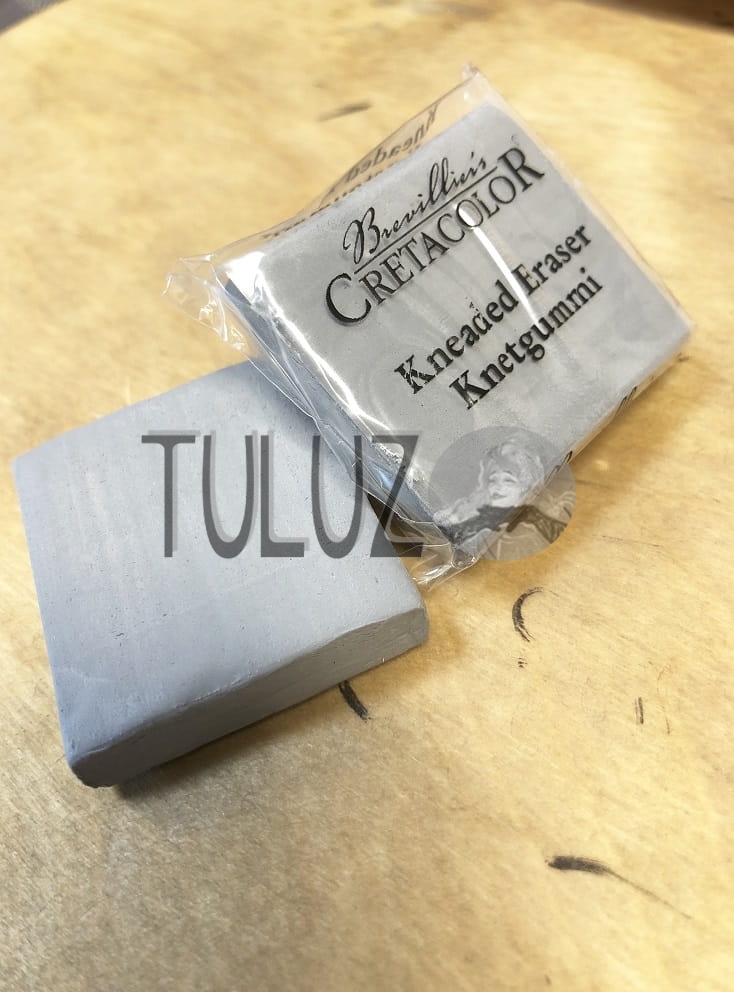 Brevillier's
CRETACOLOR
Kneaded Eraser
Knetgummi
TULUZ